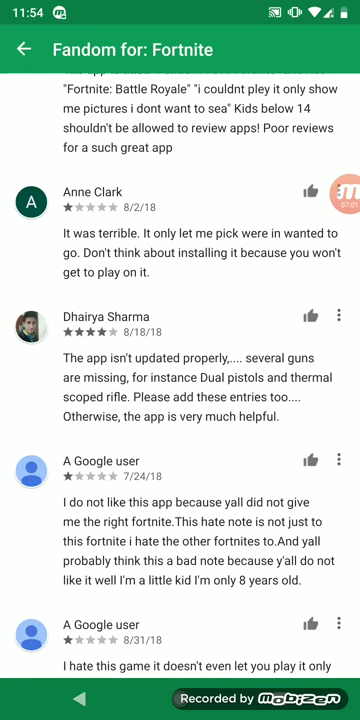 11:54
Fandom for: Fortnite
"Fortnite: Battle Royale" "i couldnt pley it only show
me pictures i dont want to sea" Kids below 14
shouldn't be allowed to review apps! Poor reviews
for a such great app
A
Anne Clark
8/2/18
07:01
It was terrible. It only let me pick were in wanted to
go. Don't think about installing it because you won't
get to play on it.
Dhairya Sharma
8/18/18
The app isn't updated properly,.... several guns
are missing, for instance Dual pistols and thermal
scoped rifle. Please add these entries too....
Otherwise, the app is very much helpful.
A Google user
7/24/18
I do not like this app because yall did not give
me the right fortnite.This hate note is not just to
this fortnite i hate the other fortnites to.And yall
probably think this a bad note because y'all do not
like it well I'm a little kid I'm only 8 years old.
A Google user
8/31/18
I hate this game it doesn't even let you play it only
Recorded by mobizen